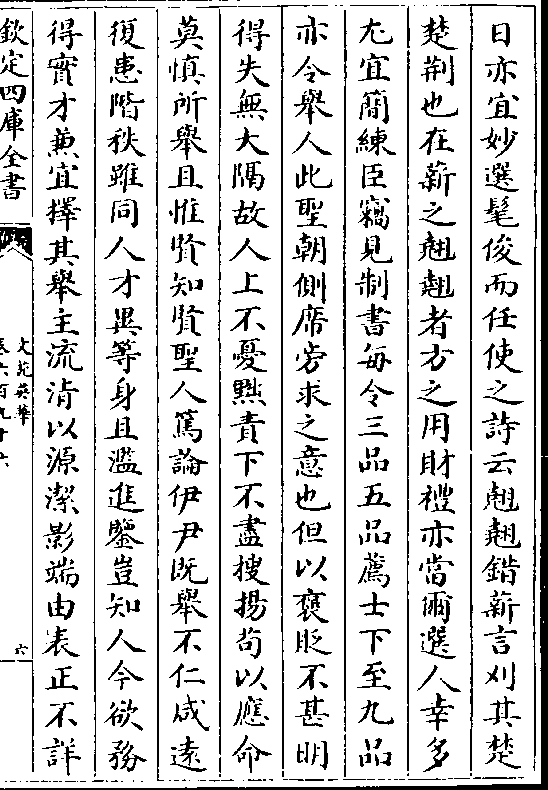 日亦宜妙選髦俊而任使之詩云翹翹錯薪言刈其楚
楚荆也在薪之翹翹者方之用財禮亦當爾選人幸多
尤宜簡練臣竊見制書每令三品五品薦士下至九品
亦令舉人此聖朝側席旁求之意也但以褒貶不甚明
得失無大隔故人上不憂黜責下不盡搜揚茍以應命
莫慎所舉且惟賢知賢聖人篤論伊尹既舉不仁咸遠
復患階秩雖同人才異等身且濫進鑒豈知人今欲務
得實才兼宜擇其舉主流清以源潔影端由表正不詳
欽定四庫全書
文苑英華
卷六百九十六
六